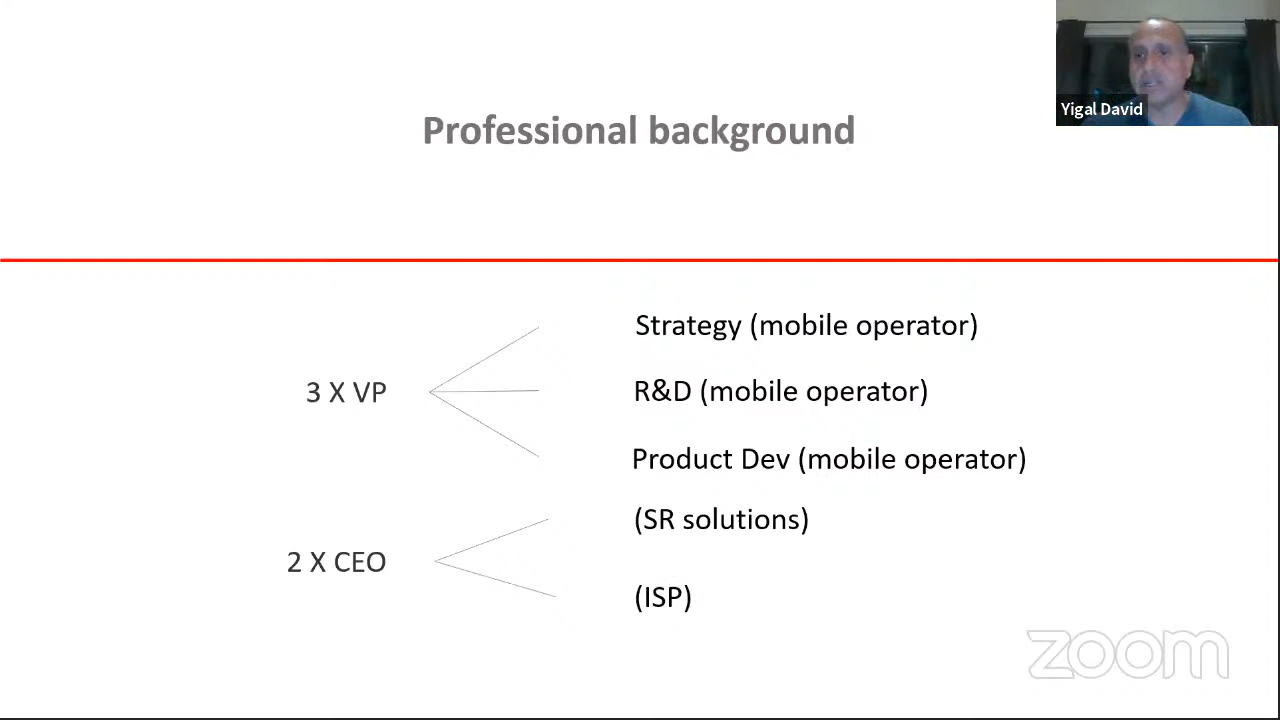 Yigal David
Professional background
3 X VP
Strategy (mobile operator)
R&D (mobile operator)
Product Dev (mobile operator)
2 X CEO
(SR solutions)
(ISP)
zoom